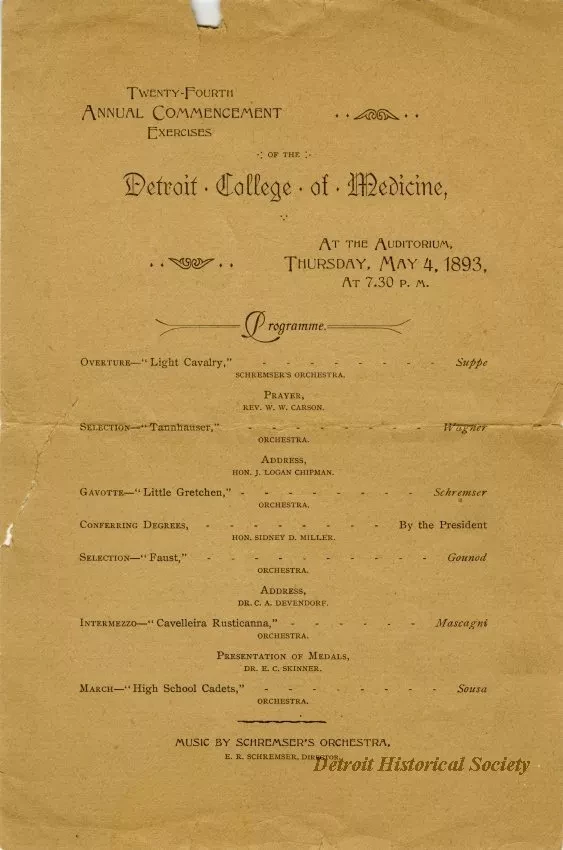 Twenty-Fourth
Annual Commencement
Exercises
OF THE
Detroit · College · of · Medicine,
At the Auditorium,
Thursday, May 4, 1893,
At 7.30 P. M.
Programme.
Overture—"Light Cavalry," - - - - - - - - Suppe
SCHREMSER'S ORCHESTRA.
Prayer,
REV. W. W. CARSON.
Selection—"Tannhauser," - - - - - - - - Wagner
ORCHESTRA.
Address,
HON. J. LOGAN CHIPMAN.
Gavotte—"Little Gretchen," - - - - - - - - Schremser
ORCHESTRA.
Conferring Degrees, - - - - - - - By the President
HON. SIDNEY D. MILLER.
Selection—"Faust," - - - - - - - - - - Gounod
ORCHESTRA.
Address,
DR. C. A. DEVENDORF.
Intermezzo—"Cavelleira Rusticanna," - - - - - - Mascagni
ORCHESTRA.
Presentation of Medals,
DR. E. C. SKINNER.
March—"High School Cadets," - - - - - - - - Sousa
ORCHESTRA.
MUSIC BY SCHREMSER'S ORCHESTRA,
E. R. SCHREMSER, DIRECTOR.
Detroit Historical Society